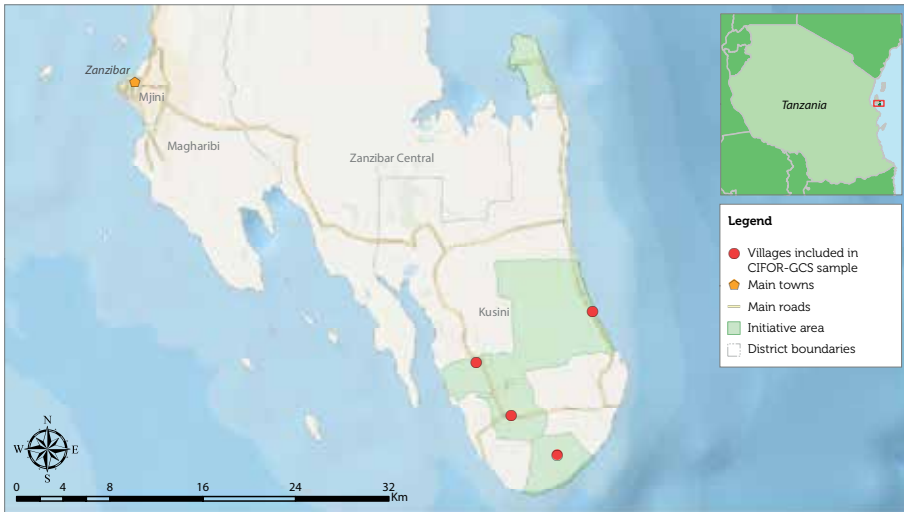 Zanzibar
Mjini
Magharibi
Zanzibar Central
Kusini
Tanzania
Legend
Villages included in
CIFOR-GCS sample
Main towns
Main roads
Initiative area
District boundaries
N
W E
S
0 4 8 16 24 32
Km